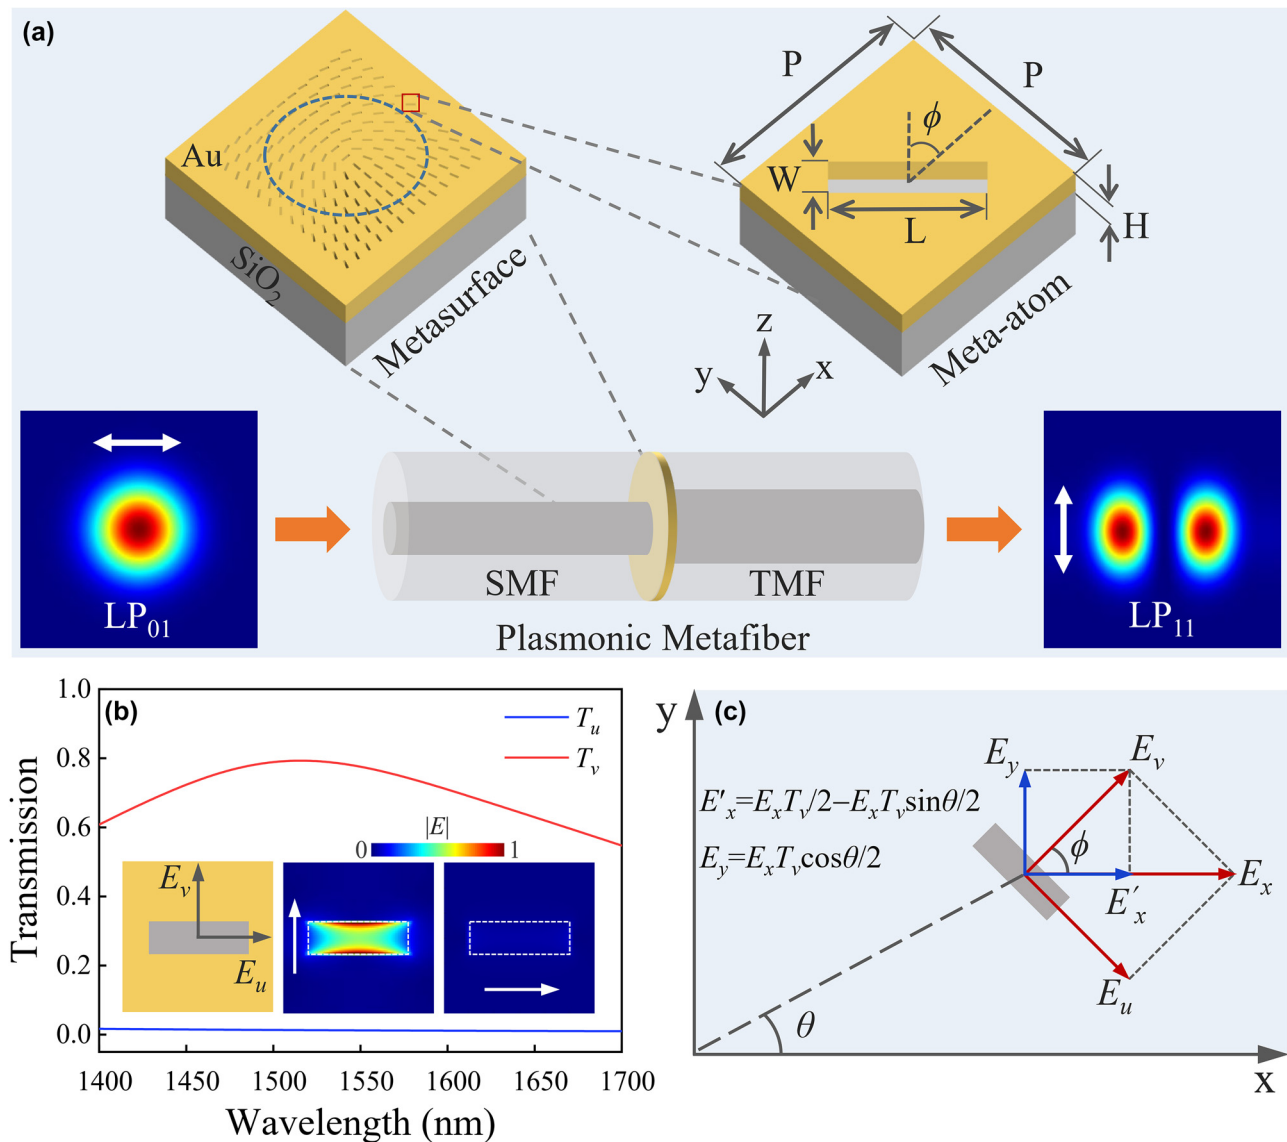 (a)
Au
SiO₂
Metasurface
P
P
ϕ
W
L
H
Meta-atom
z
y
x
LP₀₁
SMF
TMF
Plasmonic Metafiber
LP₁₁
(b)
Transmission
1.0
0.8
0.6
0.4
0.2
0.0
Tᵤ
Tᵥ
|E|
0
1
Eᵥ
Eᵤ
1400 1450 1500 1550 1600 1650 1700
Wavelength (nm)
(c)
y
E′ₓ=EₓTᵥ/2−EₓTᵥsinθ/2
E_y=EₓTᵥcosθ/2
E_y
Eᵥ
ϕ
E′ₓ
Eₓ
Eᵤ
θ
x